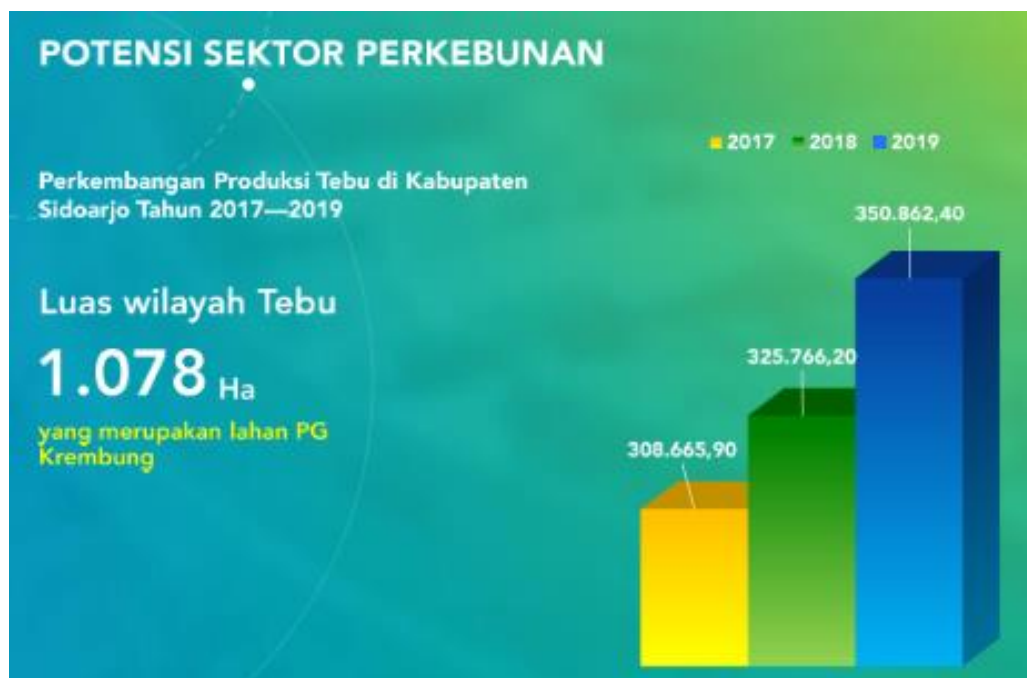 POTENSI SEKTOR PERKEBUNAN
2017 2018 2019
Perkembangan Produksi Tebu di Kabupaten
Sidoarjo Tahun 2017—2019
350.862,40
Luas wilayah Tebu
325.766,20
1.078 Ha
yang merupakan lahan PG
Krembung
308.665,90